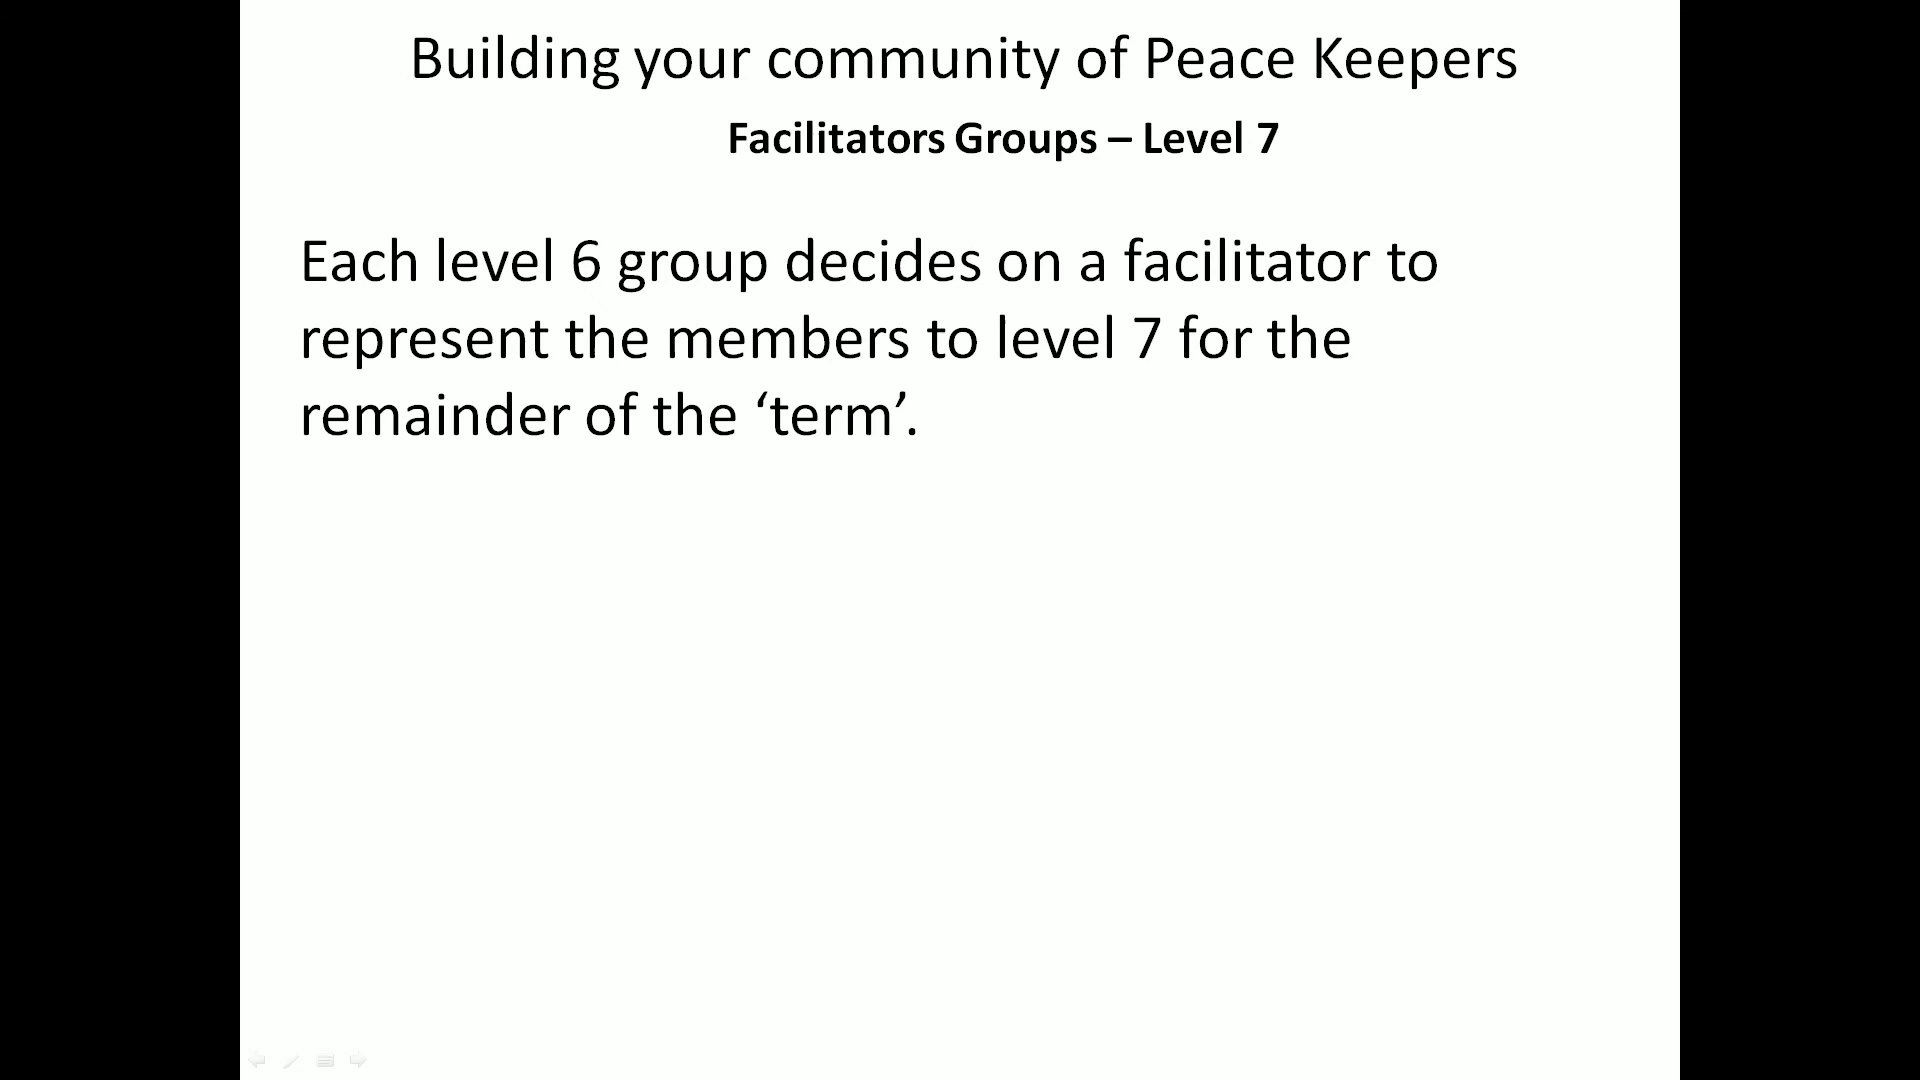 Building your community of Peace Keepers
Facilitators Groups – Level 7
Each level 6 group decides on a facilitator to
represent the members to level 7 for the
remainder of the ‘term’.